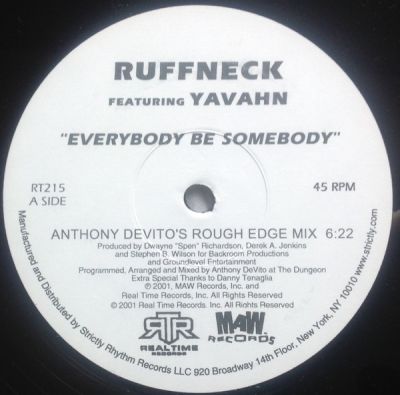 RUFFNECK
FEATURING YAVAHN
"EVERYBODY BE SOMEBODY"
RT215
A SIDE
45 RPM
ANTHONY DEVITO'S ROUGH EDGE MIX 6:22
Produced by Dwayne "Spen" Richardson, Derek A. Jenkins
and Stephen B. Wilson for Backroom Productions
and Groundlevel Entertainment
Programmed, Arranged and Mixed by Anthony DeVito at The Dungeon
Extra Special Thanks to Danny Tenaglia
℗ 2001, MAW Records, Inc. and
Real Time Records, Inc. All Rights Reserved
© 2001 Real Time Records, Inc. All Rights Reserved
RTR
REALTIME
RECORDS
MAW
RECORDS
Manufactured and Distributed by Strictly Rhythm Records LLC 920 Broadway 14th Floor, New York, NY 10010 www.strictly.com